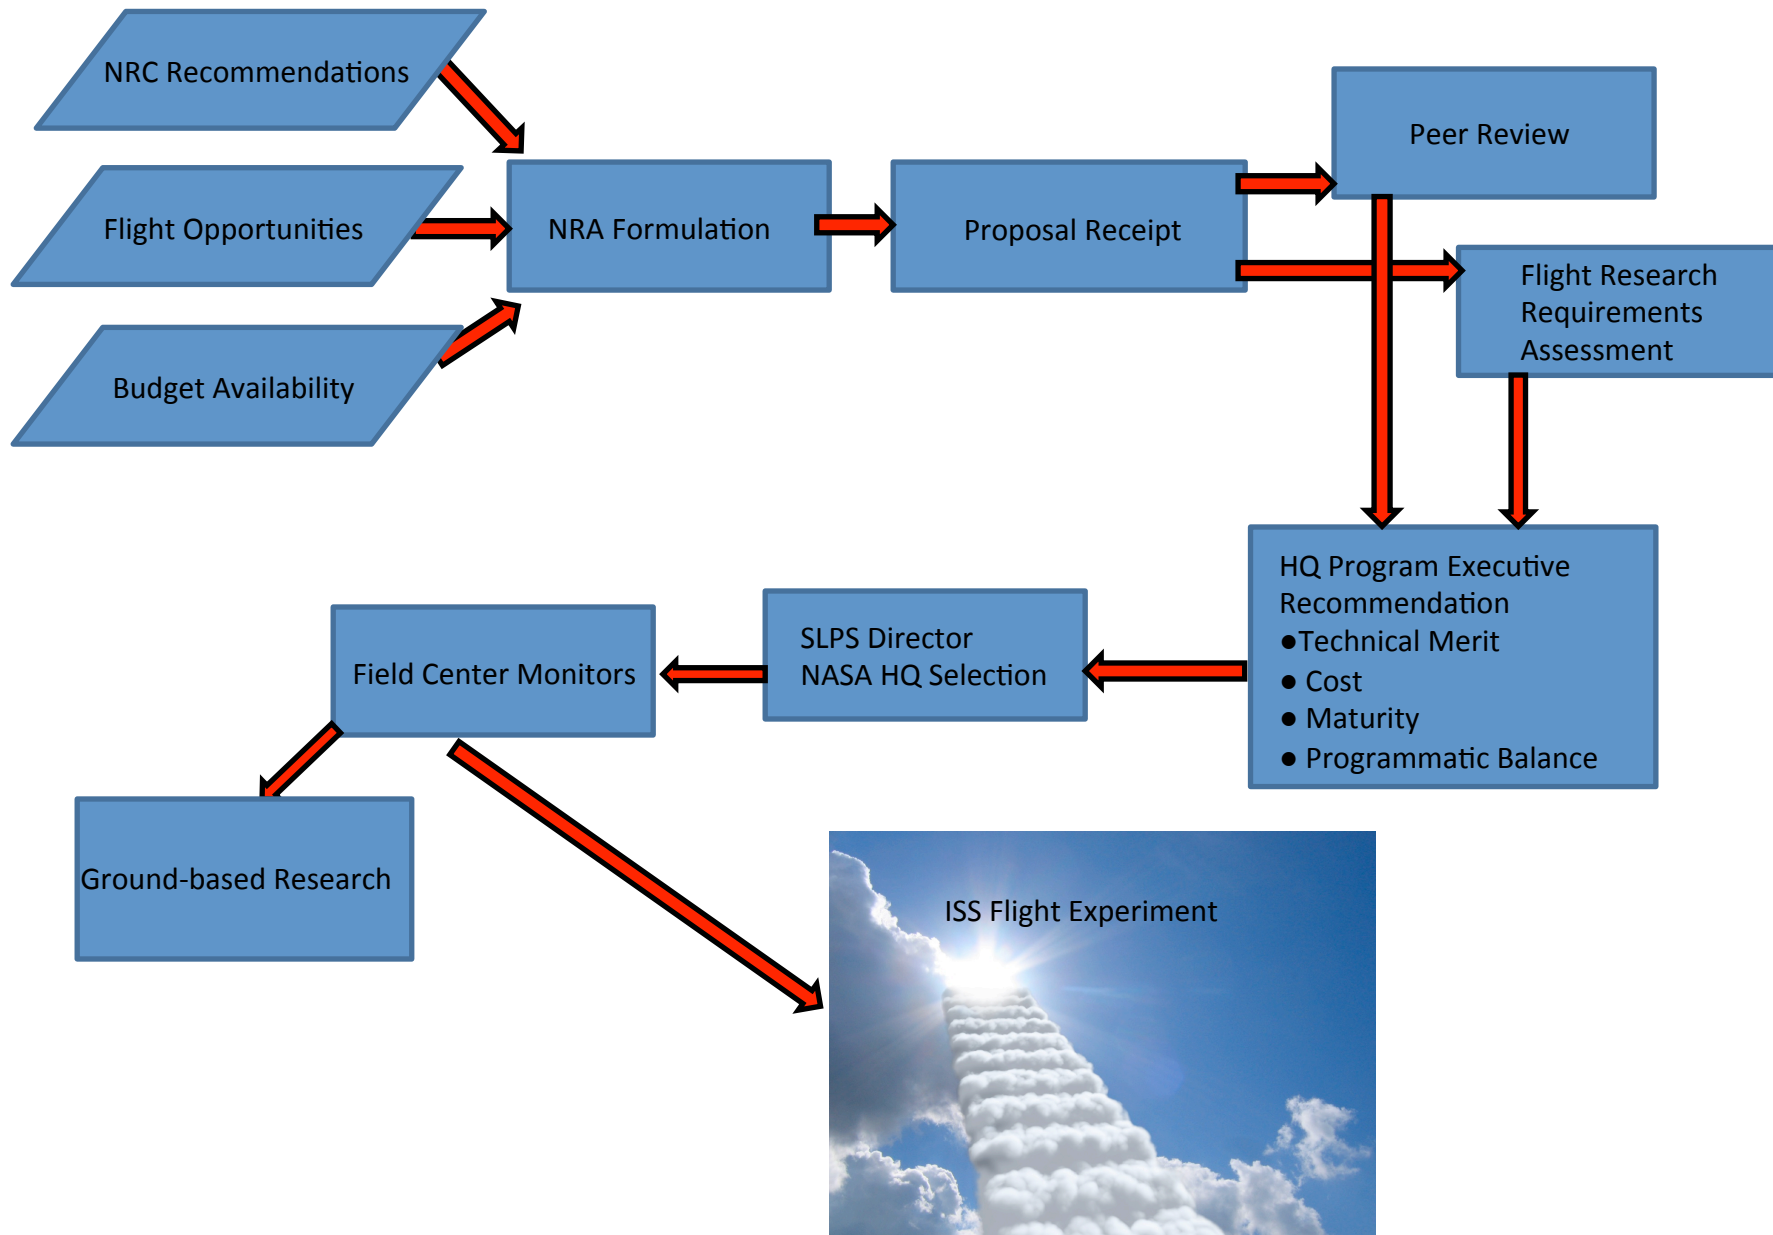 NRC Recommendations
Flight Opportunities
Budget Availability
NRA Formulation
Proposal Receipt
Peer Review
Flight Research
Requirements
Assessment
HQ Program Executive
Recommendation
●Technical Merit
● Cost
● Maturity
● Programmatic Balance
SLPS Director
NASA HQ Selection
Field Center Monitors
Ground-based Research
ISS Flight Experiment